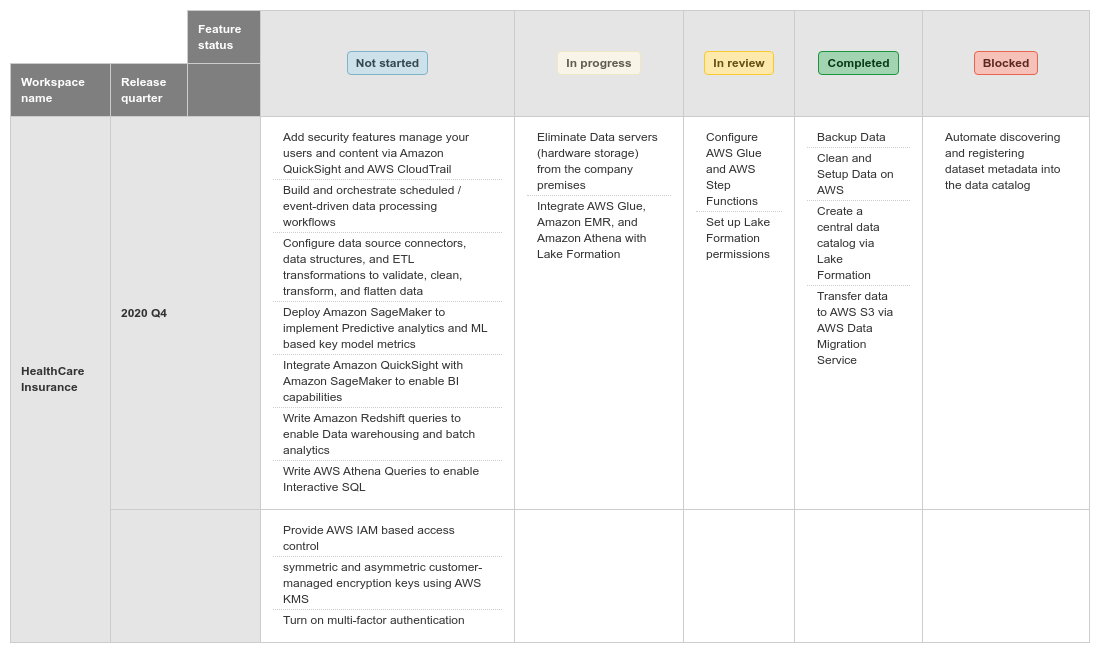 Feature
status
Not started
In progress
In review
Completed
Blocked
Workspace
name
Release
quarter
HealthCare
Insurance
2020 Q4
Add security features manage your
users and content via Amazon
QuickSight and AWS CloudTrail
Build and orchestrate scheduled /
event-driven data processing
workflows
Configure data source connectors,
data structures, and ETL
transformations to validate, clean,
transform, and flatten data
Deploy Amazon SageMaker to
implement Predictive analytics and ML
based key model metrics
Integrate Amazon QuickSight with
Amazon SageMaker to enable BI
capabilities
Write Amazon Redshift queries to
enable Data warehousing and batch
analytics
Write AWS Athena Queries to enable
Interactive SQL
Eliminate Data servers
(hardware storage)
from the company
premises
Integrate AWS Glue,
Amazon EMR, and
Amazon Athena with
Lake Formation
Configure
AWS Glue
and AWS
Step
Functions
Set up Lake
Formation
permissions
Backup Data
Clean and
Setup Data on
AWS
Create a
central data
catalog via
Lake
Formation
Transfer data
to AWS S3 via
AWS Data
Migration
Service
Automate discovering
and registering
dataset metadata into
the data catalog
Provide AWS IAM based access
control
symmetric and asymmetric customer-
managed encryption keys using AWS
KMS
Turn on multi-factor authentication